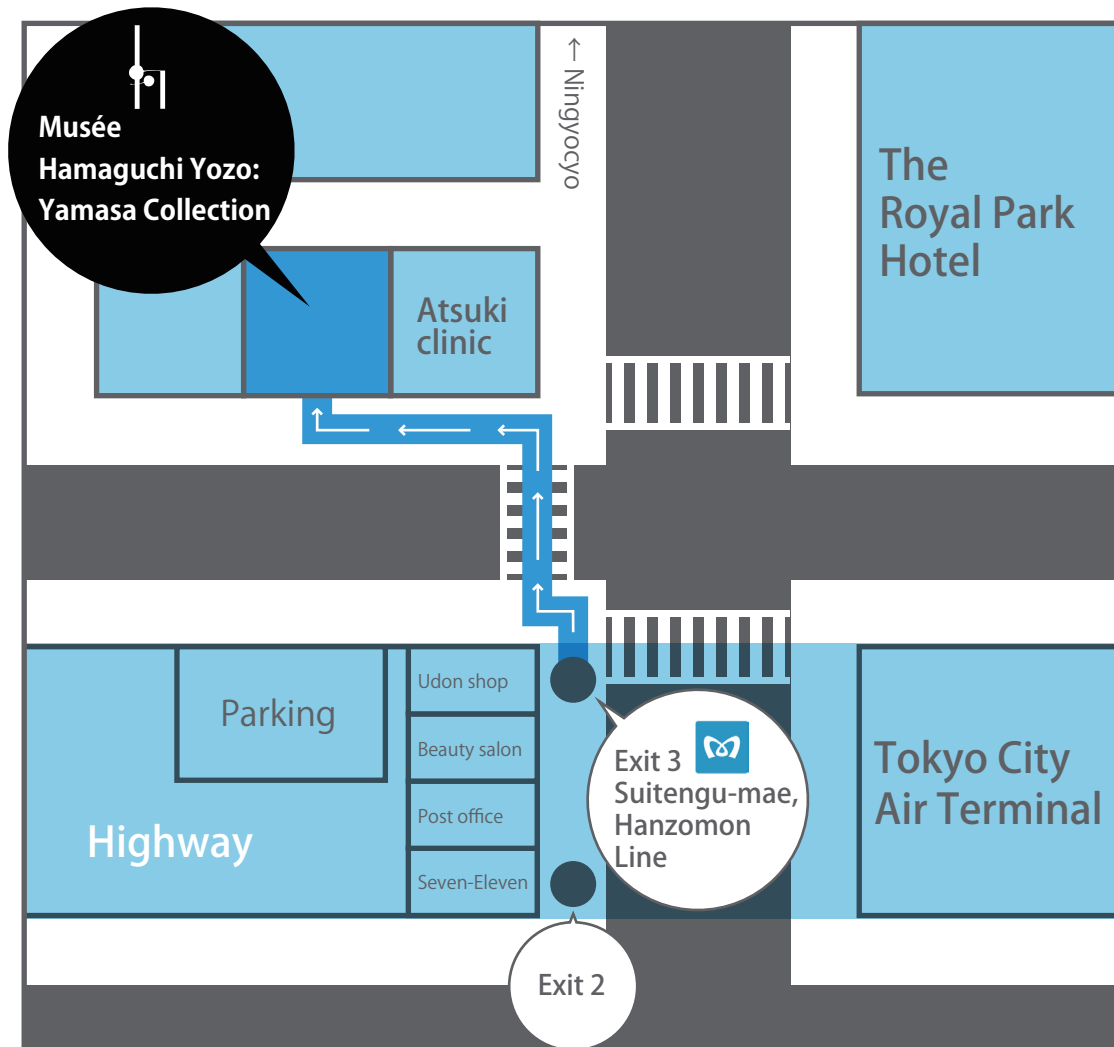 Musée
Hamaguchi Yozo:
Yamasa Collection
← Ningyocyo
The
Royal Park
Hotel
Atsuki
clinic
Udon shop
Parking
Beauty salon
Exit 3
Suitengu-mae,
Hanzomon
Line
Tokyo City
Air Terminal
Post office
Highway
Seven-Eleven
Exit 2